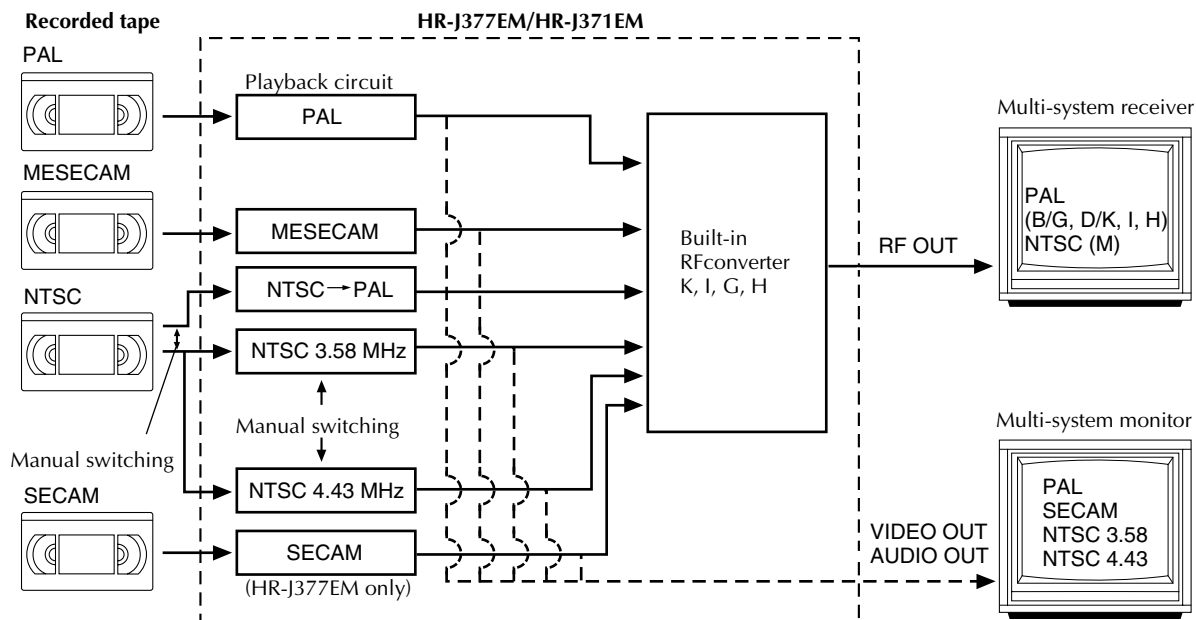 Recorded tape
HR-J377EM/HR-J371EM
PAL
Playback circuit
PAL
MESECAM
MESECAM
NTSC
NTSC→PAL
NTSC 3.58 MHz
Manual switching
Manual switching
NTSC 4.43 MHz
SECAM
SECAM
(HR-J377EM only)
Built-in
RFconverter
K, I, G, H
RF OUT
Multi-system receiver
PAL
(B/G, D/K, I, H)
NTSC (M)
VIDEO OUT
AUDIO OUT
Multi-system monitor
PAL
SECAM
NTSC 3.58
NTSC 4.43